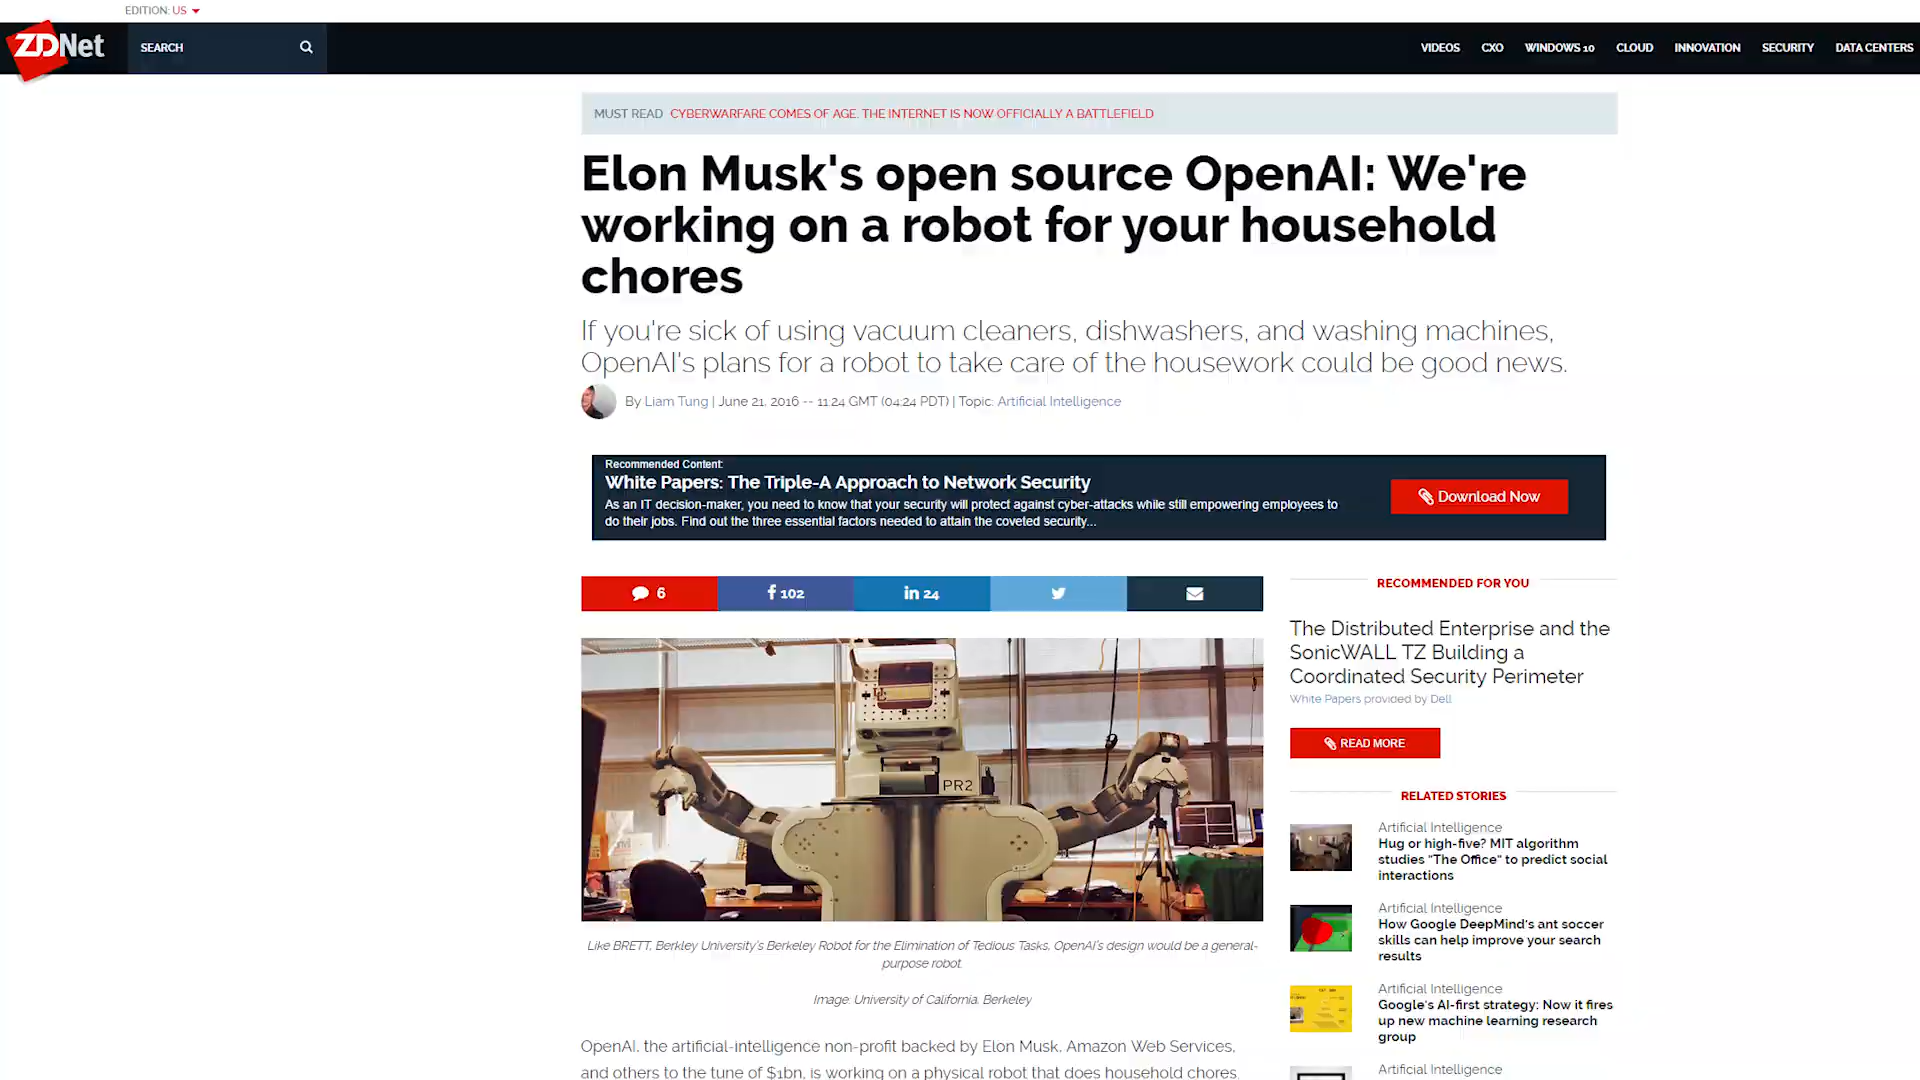 EDITION: US
ZDNet
SEARCH
VIDEOS CXO WINDOWS 10 CLOUD INNOVATION SECURITY DATA CENTERS
MUST READ CYBERWARFARE COMES OF AGE. THE INTERNET IS NOW OFFICIALLY A BATTLEFIELD
Elon Musk's open source OpenAI: We're
working on a robot for your household
chores
If you're sick of using vacuum cleaners, dishwashers, and washing machines,
OpenAI's plans for a robot to take care of the housework could be good news.
By Liam Tung | June 21, 2016 -- 11:24 GMT (04:24 PDT) | Topic: Artificial Intelligence
Recommended Content:
White Papers: The Triple-A Approach to Network Security
As an IT decision-maker, you need to know that your security will protect against cyber-attacks while still empowering employees to
do their jobs. Find out the three essential factors needed to attain the coveted security...
Download Now
6
102
24
PR2
Like BRETT, Berkley University's Berkeley Robot for the Elimination of Tedious Tasks, OpenAI's design would be a general-
purpose robot.
Image: University of California, Berkeley
OpenAI, the artificial-intelligence non-profit backed by Elon Musk, Amazon Web Services,
and others to the tune of $1bn, is working on a physical robot that does household chores.
RECOMMENDED FOR YOU
The Distributed Enterprise and the
SonicWALL TZ Building a
Coordinated Security Perimeter
White Papers provided by Dell
READ MORE
RELATED STORIES
Artificial Intelligence
Hug or high-five? MIT algorithm
studies "The Office" to predict social
interactions
Artificial Intelligence
How Google DeepMind's ant soccer
skills can help improve your search
results
Artificial Intelligence
Google's AI-first strategy: Now it fires
up new machine learning research
group
Artificial Intelligence